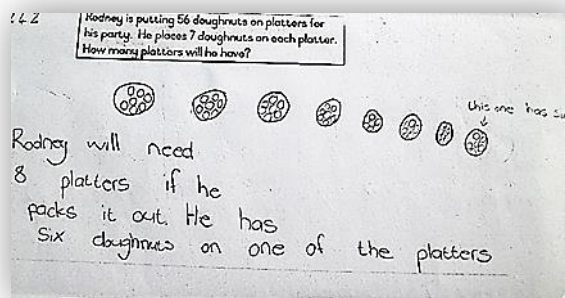 Rodney is putting 56 doughnuts on platters for
his party. He places 7 doughnuts on each platter.
How many platters will he have?
this one has
Rodney will need
8 platters if he
packs it out. He has
six doughnuts on one of the platters